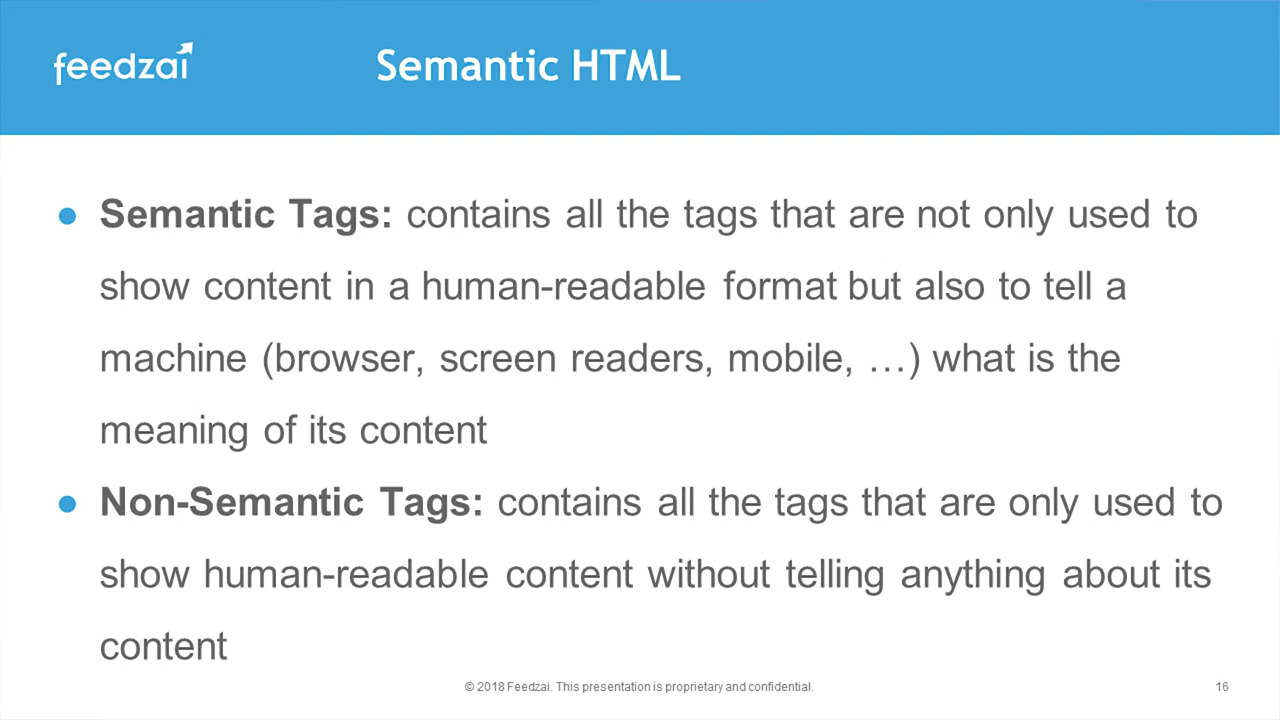 feedzai
Semantic HTML
● Semantic Tags: contains all the tags that are not only used to
show content in a human-readable format but also to tell a
machine (browser, screen readers, mobile, …) what is the
meaning of its content
● Non-Semantic Tags: contains all the tags that are only used to
show human-readable content without telling anything about its
content
© 2018 Feedzai. This presentation is proprietary and confidential.
16